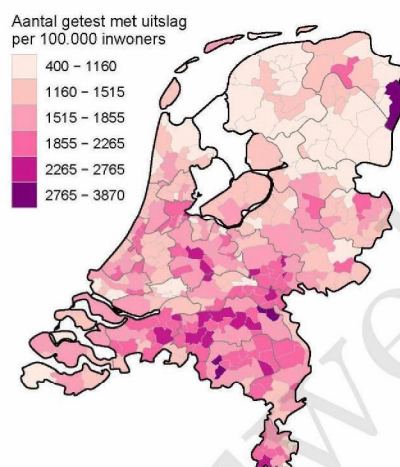 Aantal getest met uitslag
per 100.000 inwoners
400 – 1160
1160 – 1515
1515 – 1855
1855 – 2265
2265 – 2765
2765 – 3870